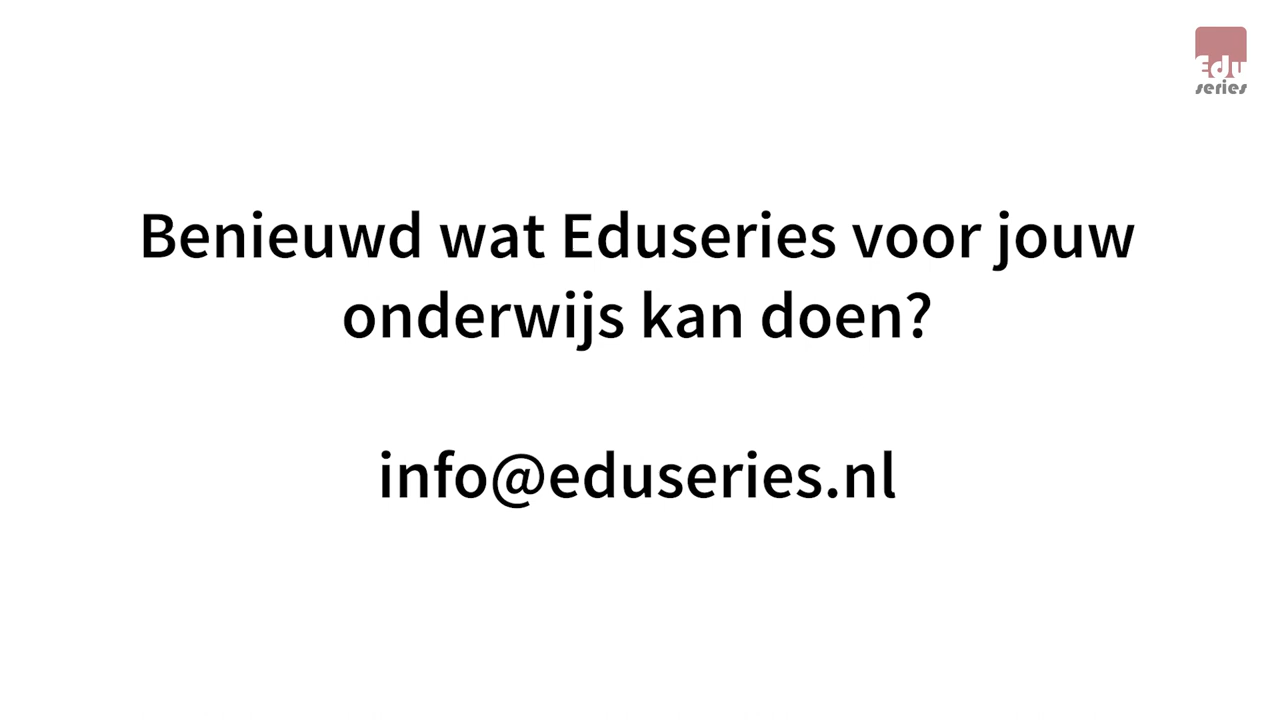 Edu
series
Benieuwd wat Eduseries voor jouw
onderwijs kan doen?
info@eduseries.nl